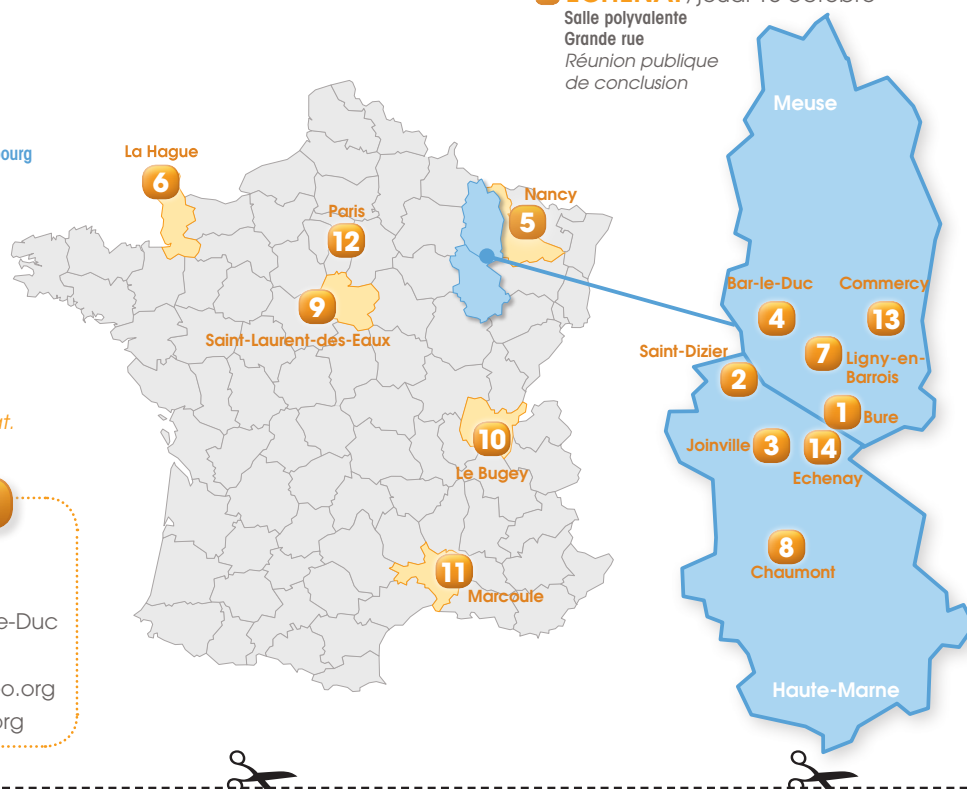 Salle polyvalente
Grande rue
Réunion publique
de conclusion
Meuse
La Hague
6
Nancy
5
Paris
12
9
Saint-Laurent-des-Eaux
Bar-le-Duc
4
Commercy
13
7
Ligny-en-
Barrois
Saint-Dizier
2
1
Bure
Joinville
3
14
Echenay
10
Le Bugey
8
Chaumont
11
Marcoule
Haute-Marne
e-Duc
o.org
org
ourg
at.